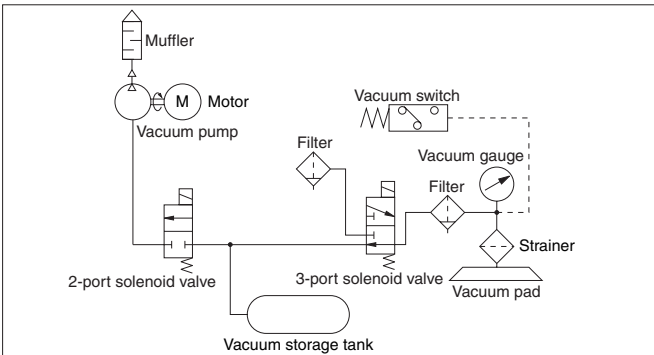 Muffler
M
Motor
Vacuum pump
Vacuum switch
Filter
Vacuum gauge
Filter
Strainer
2-port solenoid valve
3-port solenoid valve
Vacuum pad
Vacuum storage tank